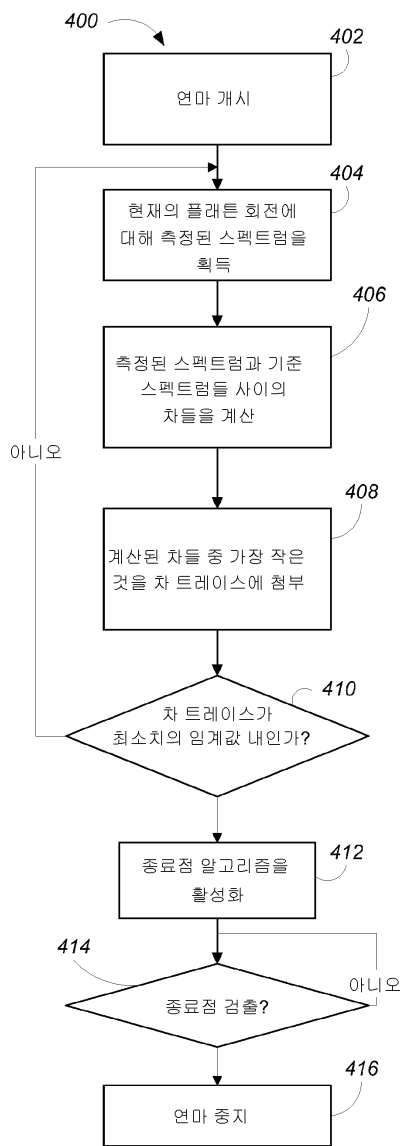 400
402
연마 개시
404
현재의 플래튼 회전에
대해 측정된 스펙트럼을
획득
406
측정된 스펙트럼과 기준
스펙트럼들 사이의
차들을 계산
아니오
408
계산된 차들 중 가장 작은
것을 차 트레이스에 첨부
410
차 트레이스가
최소치의 임계값 내인가?
412
종료점 알고리즘을
활성화
414
아니오
종료점 검출?
416
연마 중지